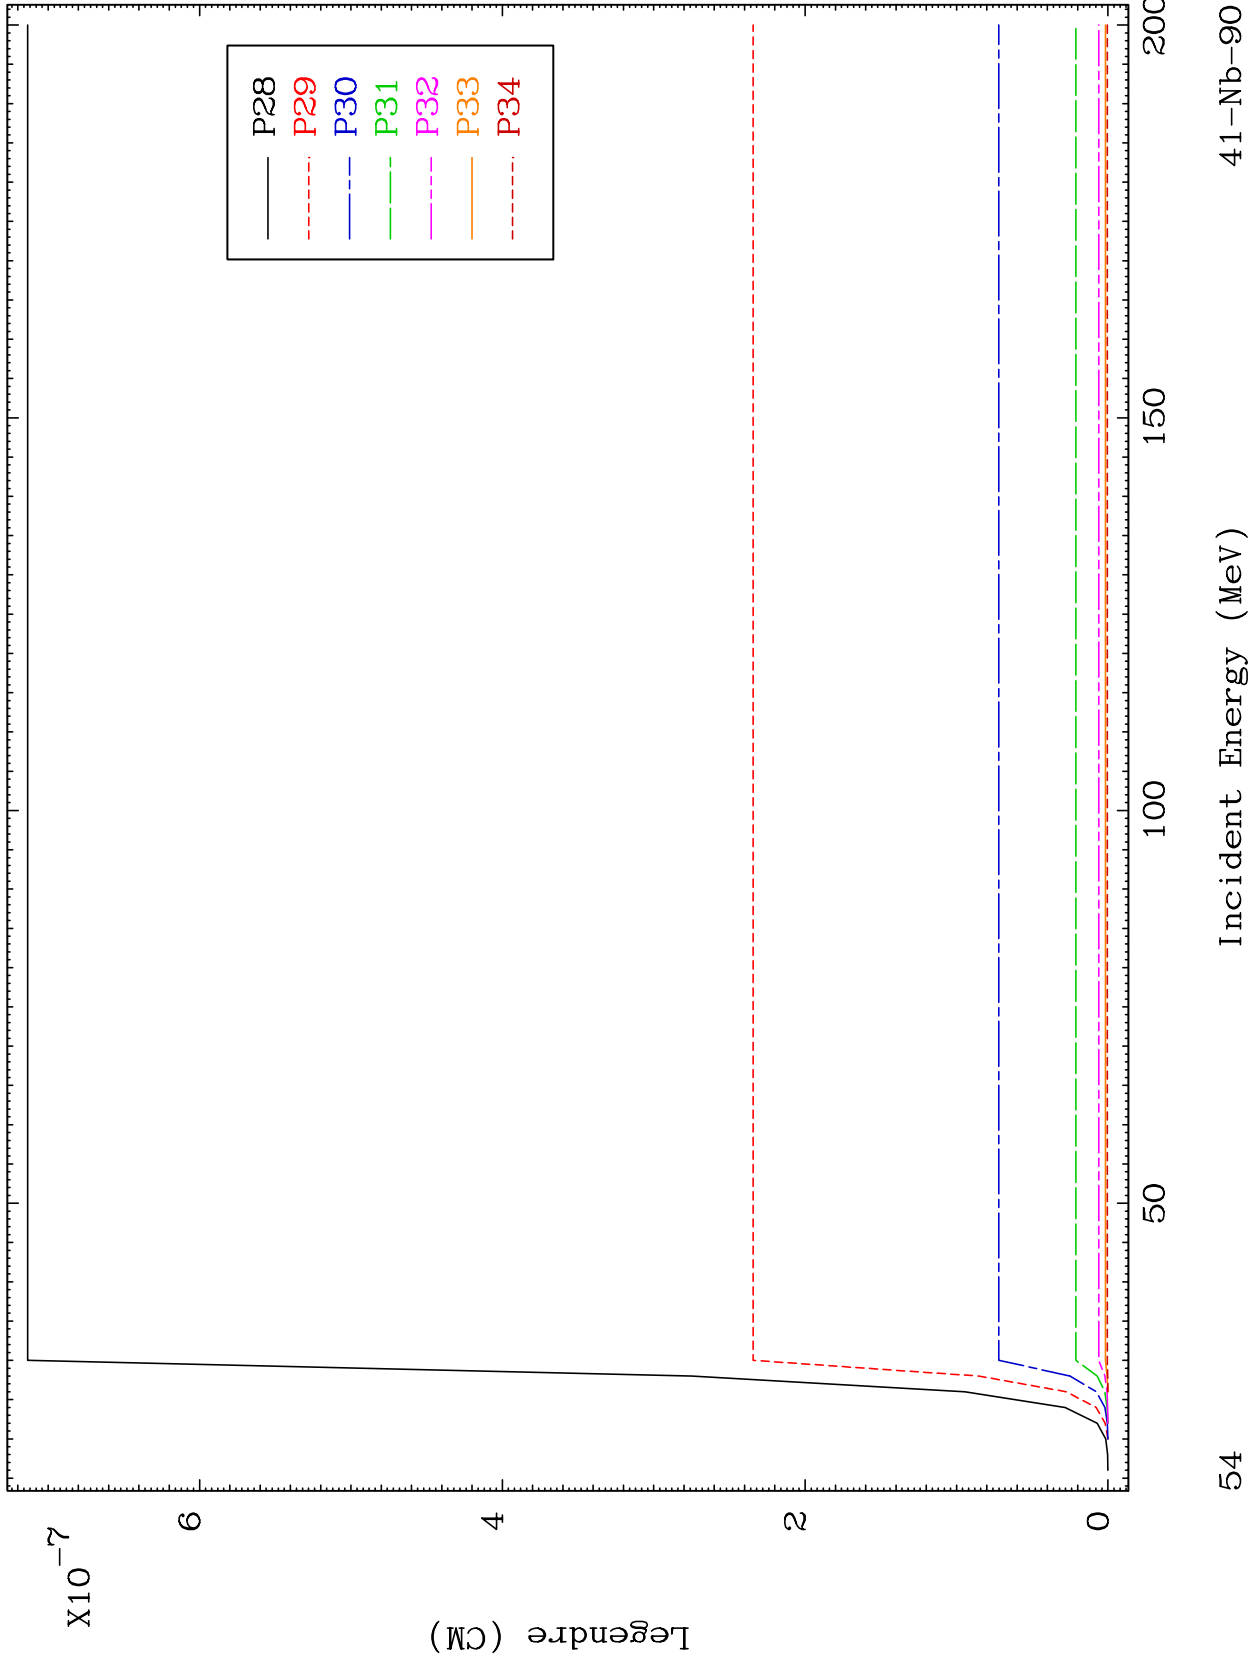 X10-7
6
4
2
0
Legendre (CM)
P28
P29
P30
P31
P32
P33
P34
50
100
150
200
Incident Energy (MeV)
54
41-Nb-90